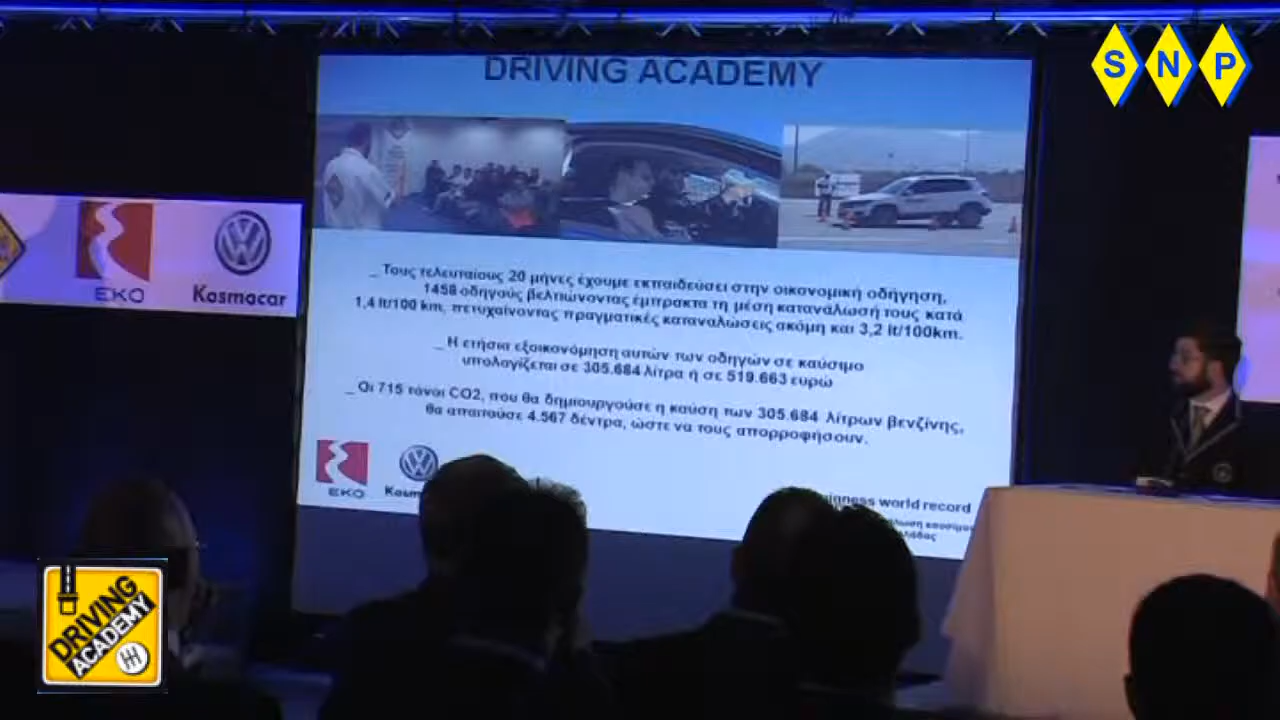 DRIVING ACADEMY
S N P
EKO
Kosmocar
_ Τους τελευταίους 20 μήνες έχουμε εκπαιδεύσει στην οικονομική οδήγηση,
1458 οδηγούς βελτιώνοντας έμπρακτα τη μέση κατανάλωσή τους κατά
1,4 lt/100 km, πετυχαίνοντας πραγματικές καταναλώσεις ακόμη και 3,2 lt/100km.
_ Η ετήσια εξοικονόμηση αυτών των οδηγών σε καύσιμο
υπολογίζεται σε 305.684 λίτρα ή σε 519.663 ευρώ
_ Οι 715 τόνοι CO2, που θα δημιουργούσε η καύση των 305.684 λίτρων βενζίνης,
θα απαιτούσε 4.567 δέντρα, ώστε να τους απορροφήσουν.
EKO
world record
καυσίμου
DRIVING
ACADEMY